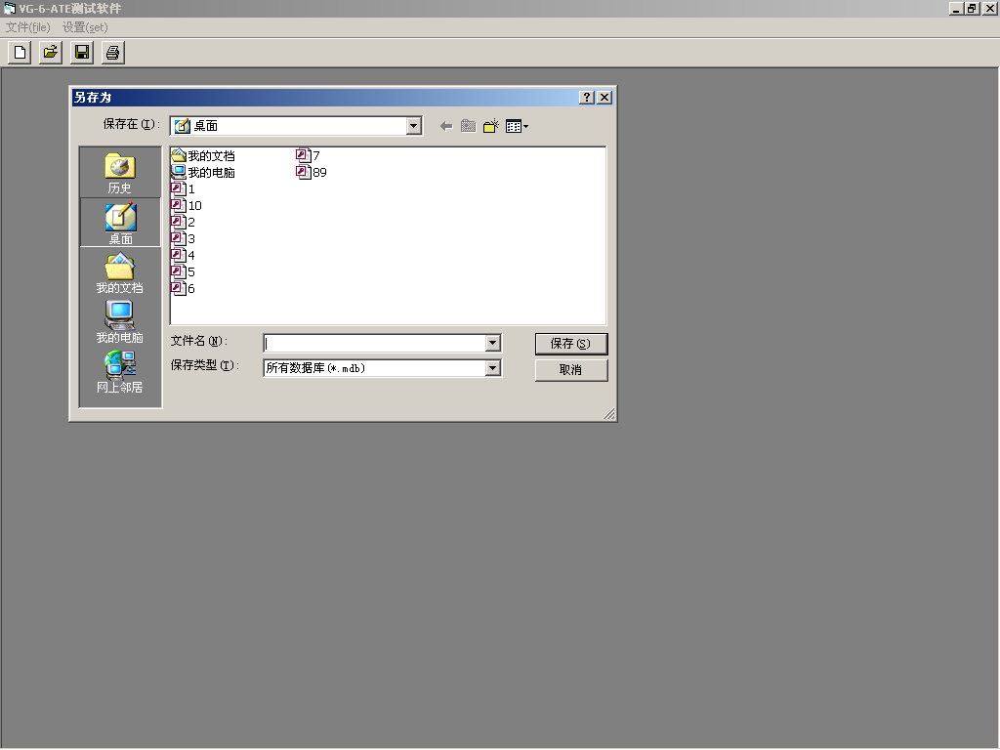 VG-6-ATE测试软件
文件(file) 设置(set)
另存为
保存在(I):
桌面
历史
桌面
我的文档
我的电脑
网上邻居
我的文档
我的电脑
1
10
2
3
4
5
6
7
89
文件名(N):
保存(S)
保存类型(T):
所有数据库(*.mdb)
取消